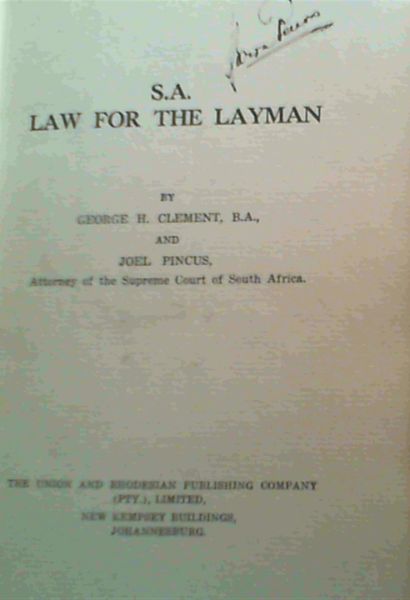 S.A.
LAW FOR THE LAYMAN
BY
GEORGE H. CLEMENT, B.A.,
AND
JOEL PINCUS,
Attorney of the Supreme Court of South Africa.
THE UNION AND RHODESIAN PUBLISHING COMPANY
(PTY.), LIMITED,
NEW KEMPSEY BUILDINGS,
JOHANNESBURG.